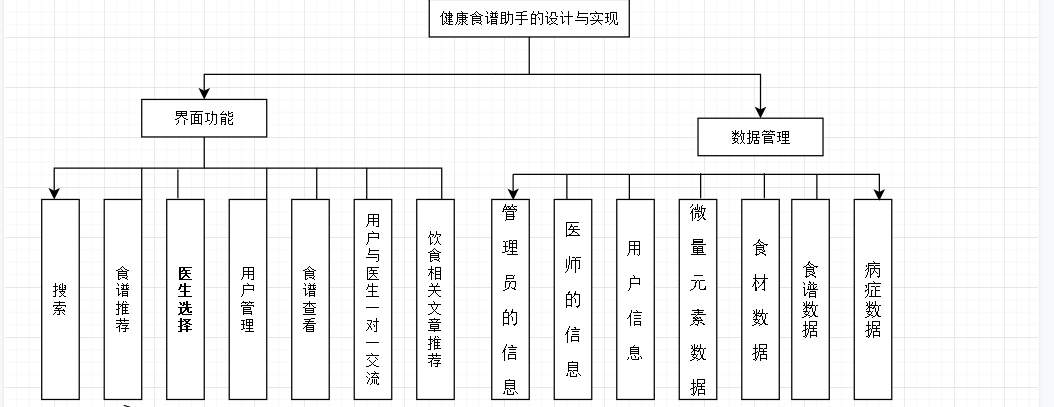 健康食谱助手的设计与实现
界面功能
数据管理
搜索
食谱推荐
医生选择
用户管理
食谱查看
用户与医生一对一交流
饮食相关文章推荐
管理员的信息
医师的信息
用户信息
微量元素数据
食材数据
食谱数据
病症数据